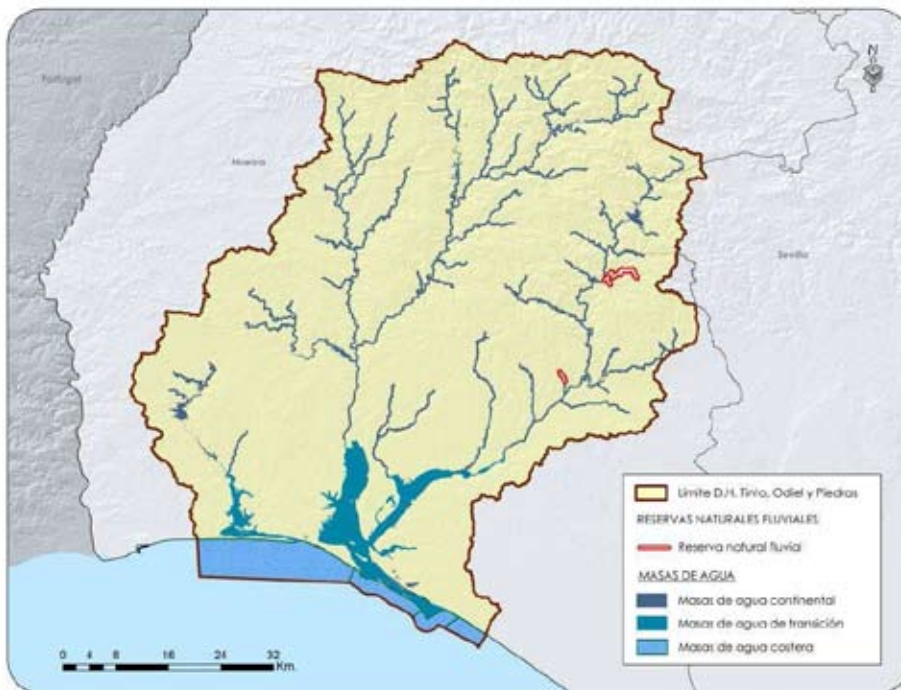 Portugal
N
Huelva
Sevilla
Límite D.H. Tinto, Odiel y Piedras
RESERVAS NATURALES FLUVIALES
Reserva natural fluvial
MASAS DE AGUA
Masas de agua continental
Masas de agua de transición
Masas de agua costera
0 4 8 16 24 32
Km.